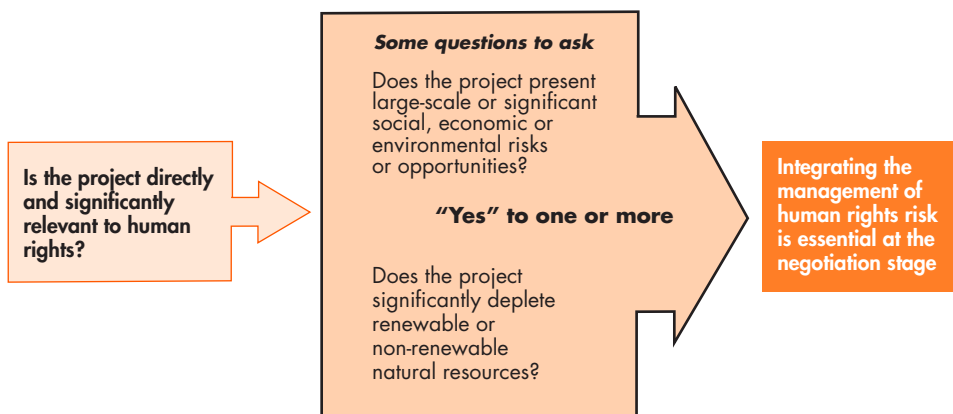 Is the project directly
and significantly
relevant to human
rights?
Some questions to ask
Does the project present
large-scale or significant
social, economic or
environmental risks
or opportunities?
“Yes” to one or more
Does the project
significantly deplete
renewable or
non-renewable
natural resources?
Integrating the
management of
human rights risk
is essential at the
negotiation stage